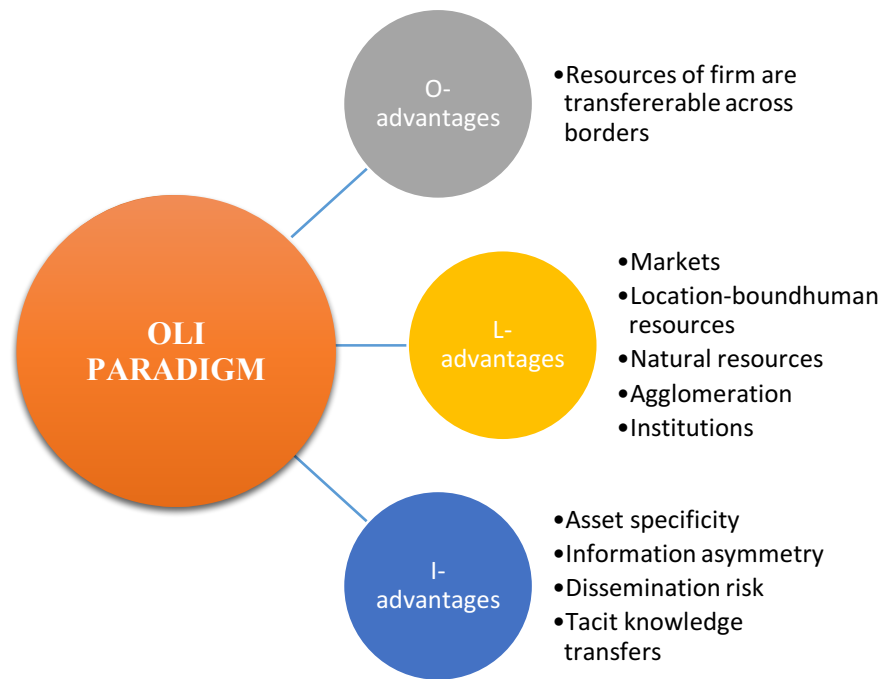 OLI
PARADIGM
O-
advantages
•Resources of firm are
transfererable across
borders
L-
advantages
•Markets
•Location-boundhuman
resources
•Natural resources
•Agglomeration
•Institutions
I-
advantages
•Asset specificity
•Information asymmetry
•Dissemination risk
•Tacit knowledge
transfers